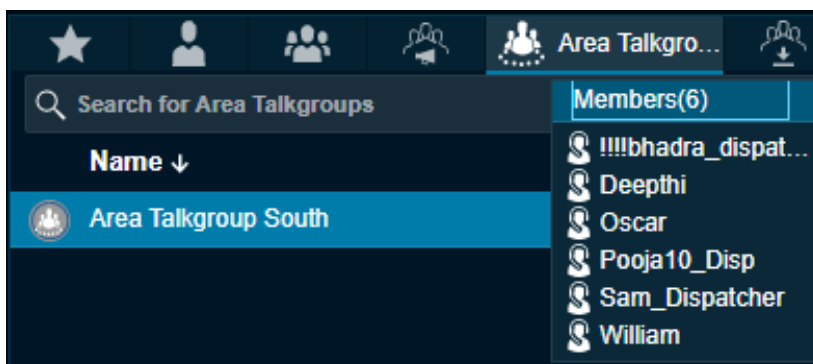 Area Talkgro...
Search for Area Talkgroups
Name ↓
Area Talkgroup South
Members(6)
!!!!bhadra_dispat...
Deepthi
Oscar
Pooja10_Disp
Sam_Dispatcher
William